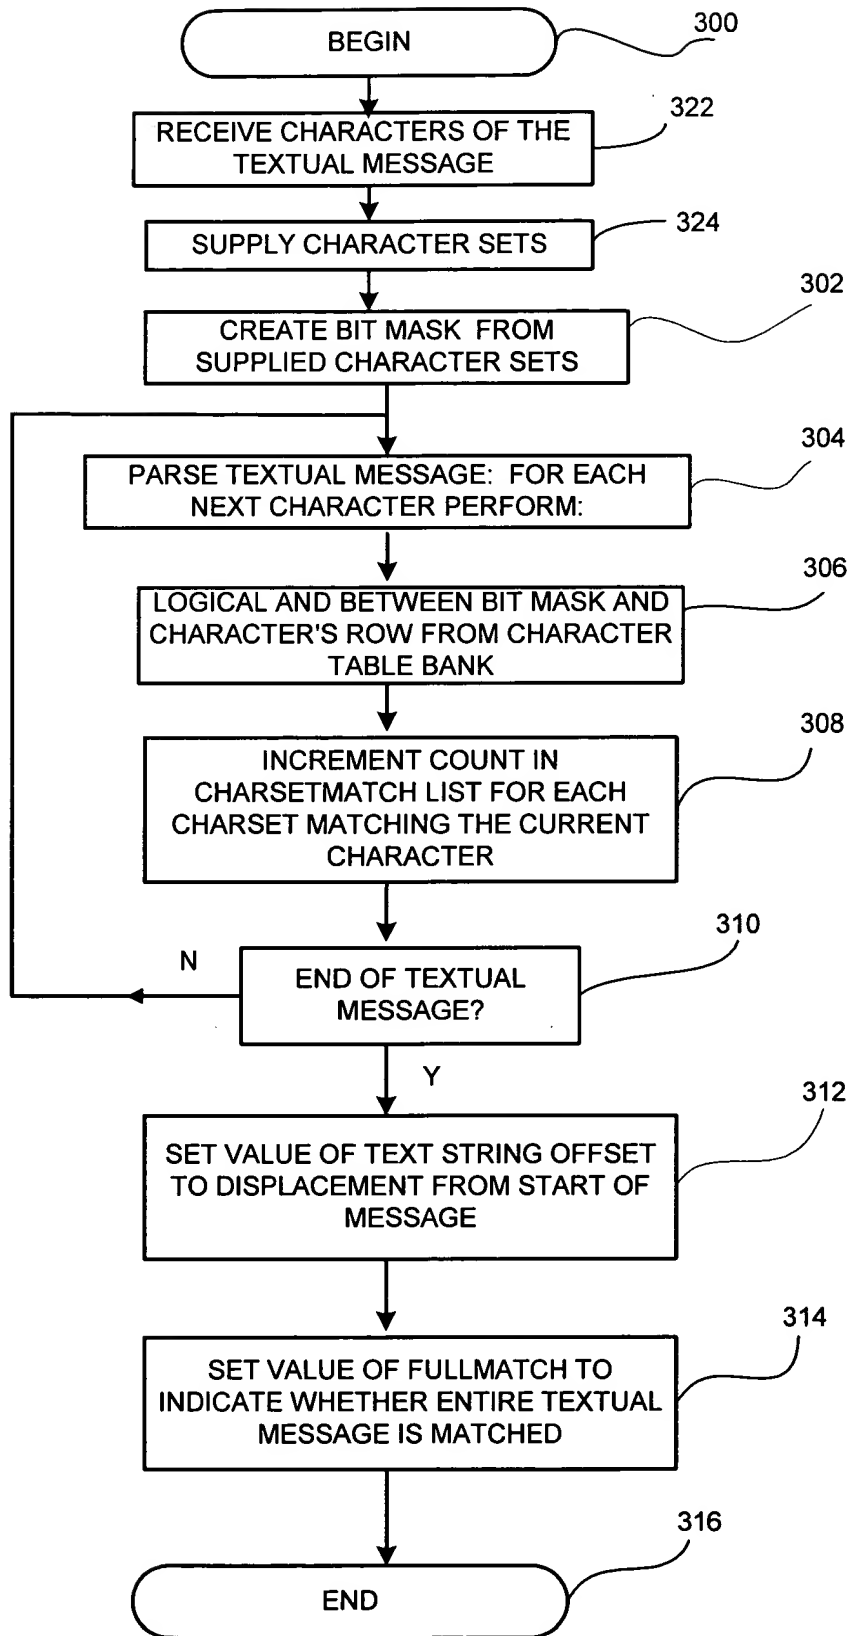 BEGIN
300
322
RECEIVE CHARACTERS OF THE
TEXTUAL MESSAGE
324
SUPPLY CHARACTER SETS
302
CREATE BIT MASK FROM
SUPPLIED CHARACTER SETS
304
PARSE TEXTUAL MESSAGE: FOR EACH
NEXT CHARACTER PERFORM:
306
LOGICAL AND BETWEEN BIT MASK AND
CHARACTER'S ROW FROM CHARACTER
TABLE BANK
308
INCREMENT COUNT IN
CHARSETMATCH LIST FOR EACH
CHARSET MATCHING THE CURRENT
CHARACTER
310
N
END OF TEXTUAL
MESSAGE?
Y
312
SET VALUE OF TEXT STRING OFFSET
TO DISPLACEMENT FROM START OF
MESSAGE
314
SET VALUE OF FULLMATCH TO
INDICATE WHETHER ENTIRE TEXTUAL
MESSAGE IS MATCHED
316
END